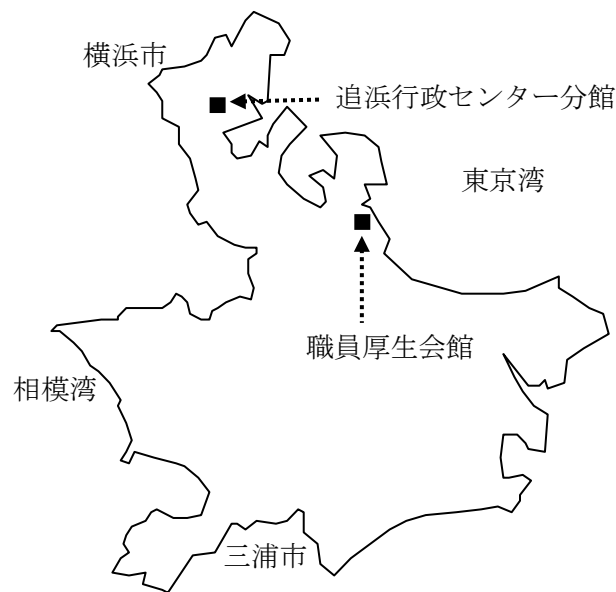 横浜市
追浜行政センター分館
東京湾
職員厚生会館
相模湾
三浦市